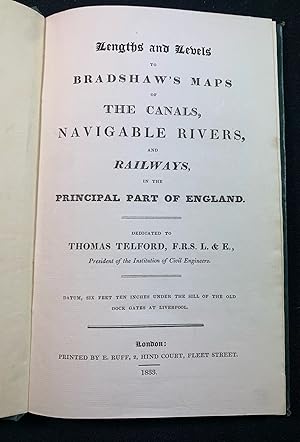 Lengths and Levels
TO
BRADSHAW'S MAPS
OF
THE CANALS,
NAVIGABLE RIVERS,
AND
RAILWAYS,
IN THE
PRINCIPAL PART OF ENGLAND.
DEDICATED TO
THOMAS TELFORD, F.R.S. L. & E.,
President of the Institution of Civil Engineers.
DATUM, SIX FEET TEN INCHES UNDER THE SILL OF THE OLD
DOCK GATES AT LIVERPOOL.
London:
PRINTED BY E. RUFF, 2, HIND COURT, FLEET STREET.
1833.